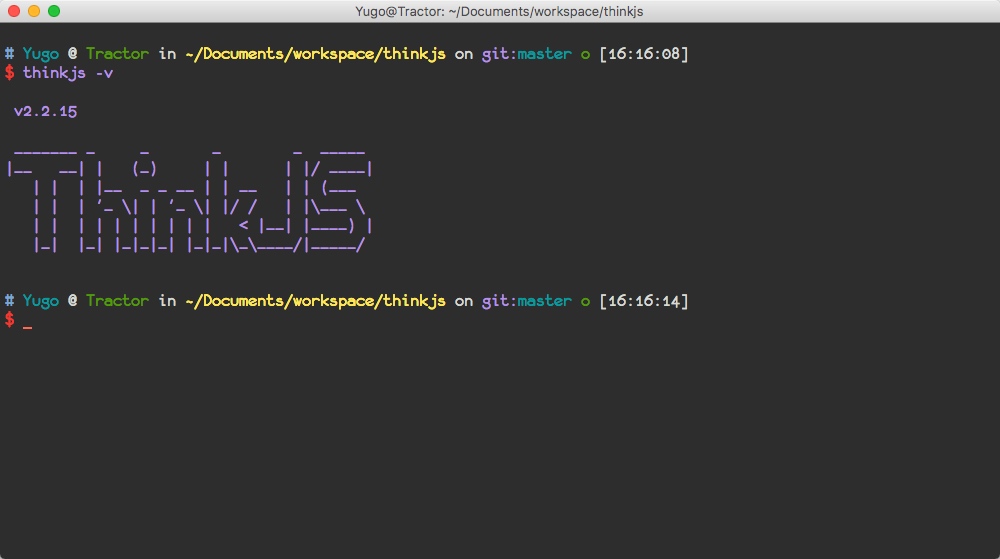 Yugo@Tractor: ~/Documents/workspace/thinkjs
# Yugo @ Tractor in ~/Documents/workspace/thinkjs on git:master o [16:16:08]
$ thinkjs -v
v2.2.15
ThinkJS
# Yugo @ Tractor in ~/Documents/workspace/thinkjs on git:master o [16:16:14]
$ _